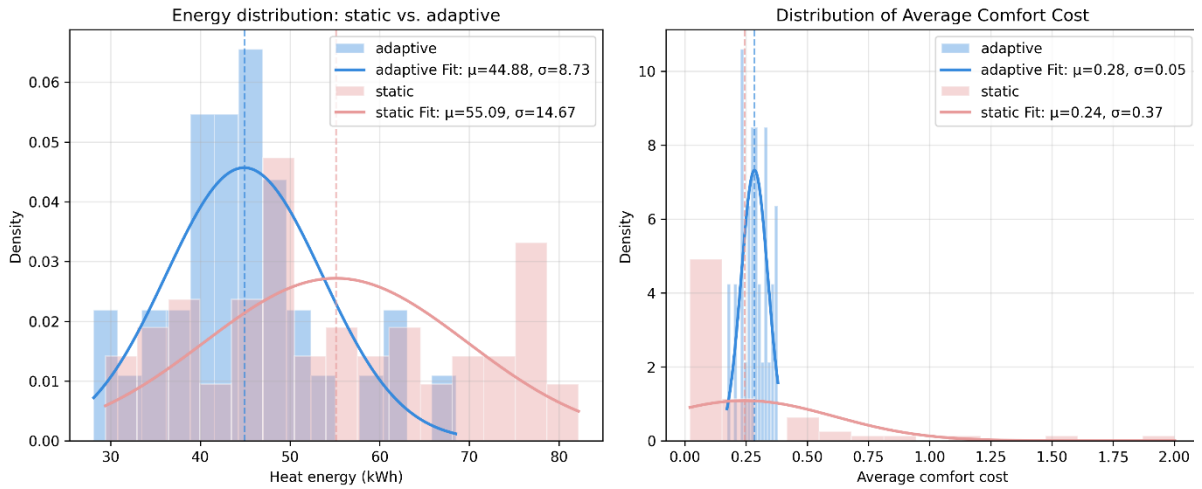 Energy distribution: static vs. adaptive
adaptive
adaptive Fit: μ=44.88, σ=8.73
static
static Fit: μ=55.09, σ=14.67
Density
0.06
0.05
0.04
0.03
0.02
0.01
0.00
30 40 50 60 70 80
Heat energy (kWh)
Distribution of Average Comfort Cost
adaptive
adaptive Fit: μ=0.28, σ=0.05
static
static Fit: μ=0.24, σ=0.37
Density
10
8
6
4
2
0
0.00 0.25 0.50 0.75 1.00 1.25 1.50 1.75 2.00
Average comfort cost